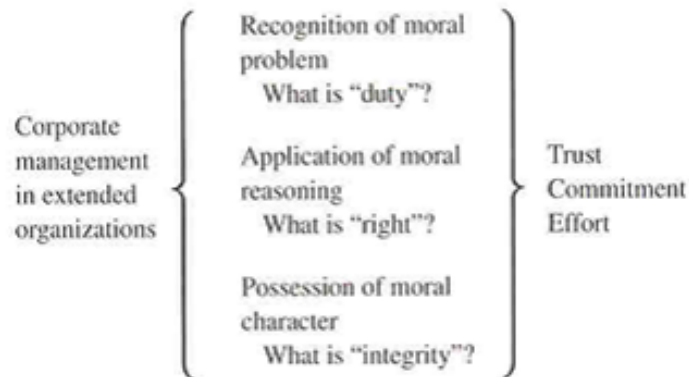 Corporate
management
in extended
organizations
Recognition of moral
problem
What is “duty”?
Application of moral
reasoning
What is “right”?
Possession of moral
character
What is “integrity”?
Trust
Commitment
Effort